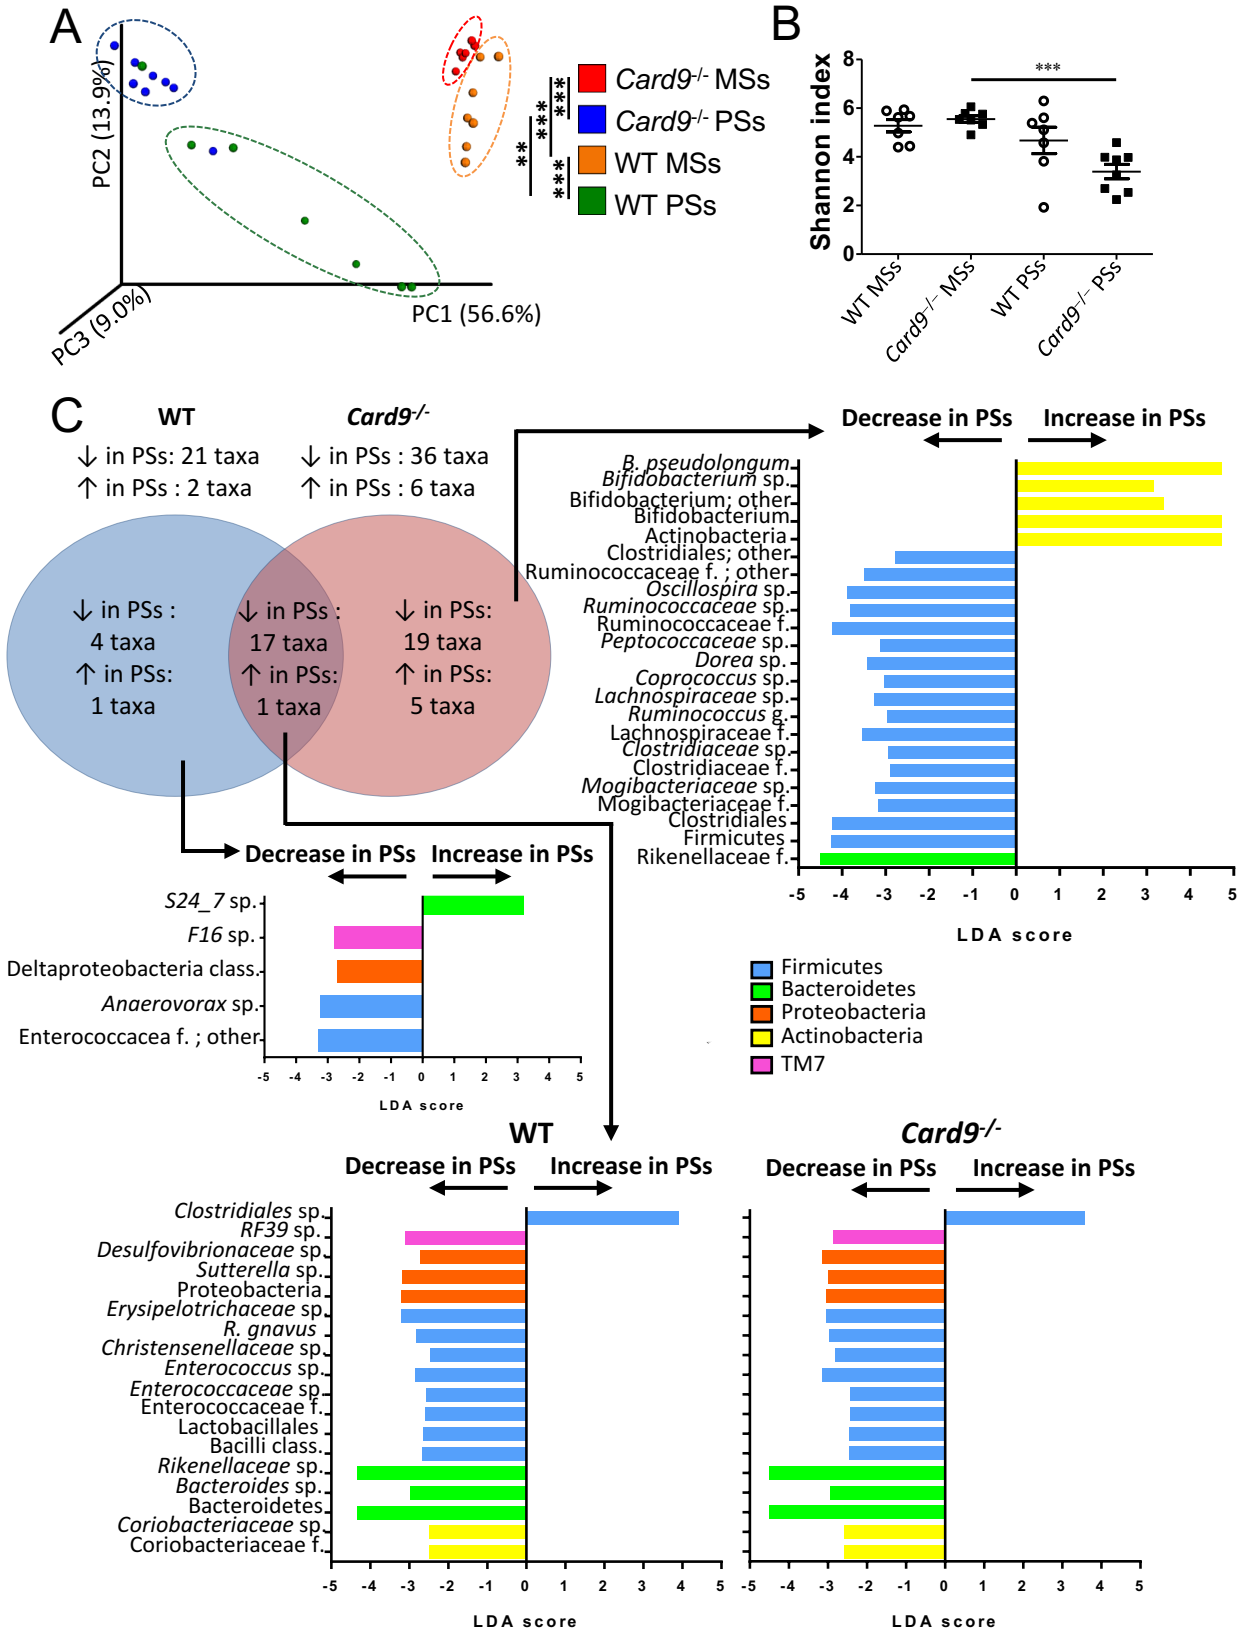 A
PC2 (13.9%)
PC1 (56.6%)
PC3 (9.0%)
***
***
**
***
Card9-/- MSs
Card9-/- PSs
WT MSs
WT PSs
B
***
Shannon index
8
6
4
2
0
WT MSs
Card9-/- MSs
WT PSs
Card9-/- PSs
C
WT
↓ in PSs: 21 taxa
↑ in PSs : 2 taxa
Card9-/-
↓ in PSs : 36 taxa
↑ in PSs : 6 taxa
↓ in PSs :
4 taxa
↑ in PSs:
1 taxa
↓ in PSs :
17 taxa
↑ in PSs:
1 taxa
↓ in PSs:
19 taxa
↑ in PSs:
5 taxa
Decrease in PSs Increase in PSs
B. pseudolongum
Bifidobacterium sp.
Bifidobacterium; other
Bifidobacterium
Actinobacteria
Clostridiales; other
Ruminococcaceae f. ; other
Oscillospira sp.
Ruminococcaceae sp.
Ruminococcaceae f.
Peptococcaceae sp.
Dorea sp.
Coprococcus sp.
Lachnospiraceae sp.
Ruminococcus g.
Lachnospiraceae f.
Clostridiaceae sp.
Clostridiaceae f.
Mogibacteriaceae sp.
Mogibacteriaceae f.
Clostridiales
Firmicutes
Rikenellaceae f.
-5 -4 -3 -2 -1 0 1 2 3 4 5
LDA score
Decrease in PSs Increase in PSs
S24_7 sp.
F16 sp.
Deltaproteobacteria class.
Anaerovorax sp.
Enterococcacea f. ; other
-5 -4 -3 -2 -1 0 1 2 3 4 5
LDA score
Firmicutes
Bacteroidetes
Proteobacteria
Actinobacteria
TM7
WT
Decrease in PSs Increase in PSs
Clostridiales sp.
RF39 sp.
Desulfovibrionaceae sp.
Sutterella sp.
Proteobacteria
Erysipelotrichaceae sp.
R. gnavus
Christensenellaceae sp.
Enterococcus sp.
Enterococcaceae sp.
Enterococcaceae f.
Lactobacillales
Bacilli class.
Rikenellaceae sp.
Bacteroides sp.
Bacteroidetes
Coriobacteriaceae sp.
Coriobacteriaceae f.
-5 -4 -3 -2 -1 0 1 2 3 4 5
LDA score
Card9-/-
Decrease in PSs Increase in PSs
-5 -4 -3 -2 -1 0 1 2 3 4 5
LDA score